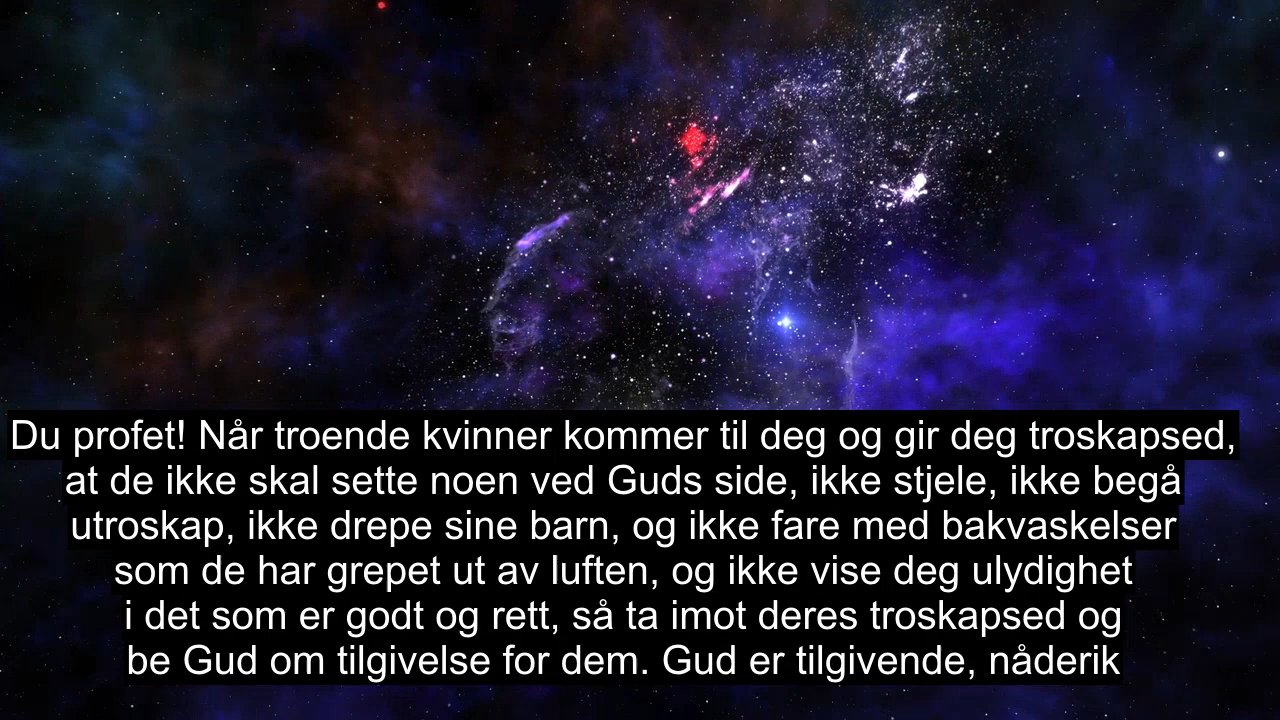 Du profet! Når troende kvinner kommer til deg og gir deg troskapsed,
at de ikke skal sette noen ved Guds side, ikke stjele, ikke begå
utroskap, ikke drepe sine barn, og ikke fare med bakvaskelser
som de har grepet ut av luften, og ikke vise deg ulydighet
i det som er godt og rett, så ta imot deres troskapsed og
be Gud om tilgivelse for dem. Gud er tilgivende, nåderik